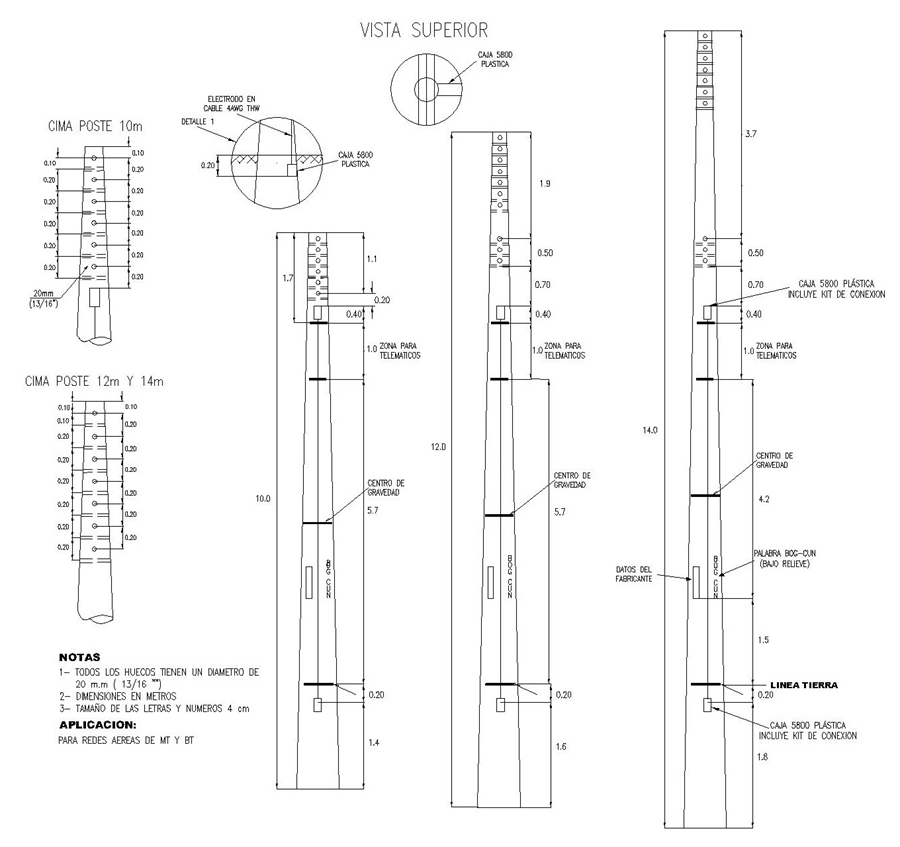 VISTA SUPERIOR
CAJA 5800
PLASTICA
ELECTRODO EN
CABLE 4AWG THW
DETALLE 1
0.20
CAJA 5800
PLASTICA
CIMA POSTE 10m
0.10
0.20
0.20
0.20
0.20
0.20
0.10
0.20
0.20
0.20
0.20
0.20
0.20
20mm
(13/16")
CIMA POSTE 12m Y 14m
0.10
0.10
0.20
0.20
0.20
0.20
0.20
0.20
0.10
0.20
0.20
0.20
0.20
0.20
0.20
1.7
1.1
0.20
0.40
1.0
ZONA PARA
TELEMATICOS
10.0
CENTRO DE
GRAVEDAD
5.7
BOG CUN
0.20
1.4
1.9
0.50
0.70
0.40
1.0
ZONA PARA
TELEMATICOS
12.0
CENTRO DE
GRAVEDAD
5.7
BOG CUN
0.20
1.6
3.7
0.50
0.70
CAJA 5800 PLÁSTICA
INCLUYE KIT DE CONEXION
0.40
1.0
ZONA PARA
TELEMATICOS
14.0
CENTRO DE
GRAVEDAD
4.2
PALABRA BOG-CUN
(BAJO RELIEVE)
DATOS DEL
FABRICANTE
BOG CUN
1.5
LINEA TIERRA
0.20
CAJA 5800 PLÁSTICA
INCLUYE KIT DE CONEXION
1.8
NOTAS
1- TODOS LOS HUECOS TIENEN UN DIAMETRO DE
20 m.m ( 13/16 "")
2- DIMENSIONES EN METROS
3- TAMAÑO DE LAS LETRAS Y NUMEROS 4 cm
APLICACION:
PARA REDES AEREAS DE MT Y BT